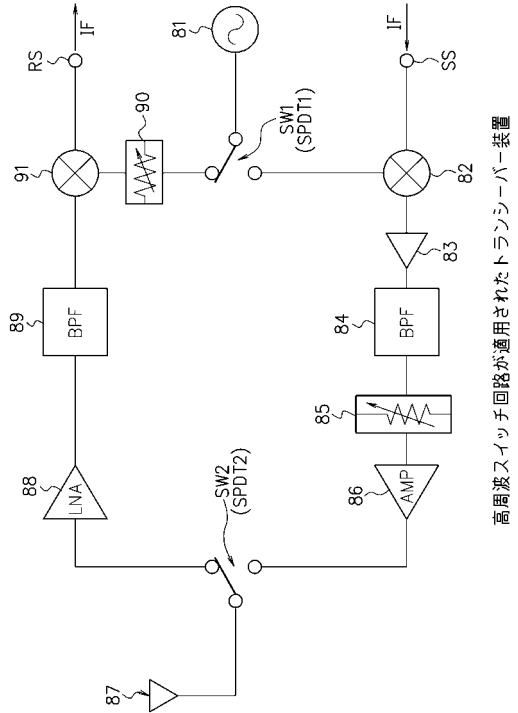 RS
IF
91
90
81
SW1
(SPDT1)
89
BPF
88
LNA
SW2
(SPDT2)
87
IF
SS
82
83
84
BPF
85
86
AMP
高周波スイッチ回路が適用されたトランシーバー装置